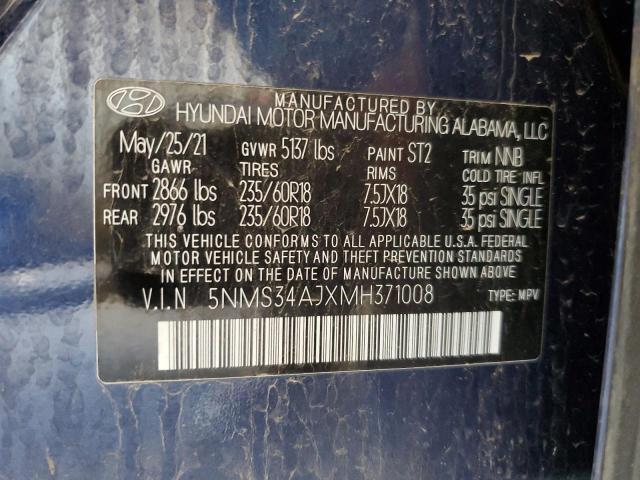 MANUFACTURED BY
HYUNDAI MOTOR MANUFACTURING ALABAMA, LLC
May/25/21 GVWR 5137 lbs PAINT ST2 TRIM NNB
GAWR TIRES RIMS COLD TIRE INFL
FRONT 2866 lbs 235/60R18 7.5JX18 35 psi SINGLE
REAR 2976 lbs 235/60R18 7.5JX18 35 psi SINGLE
THIS VEHICLE CONFORMS TO ALL APPLICABLE U.S.A. FEDERAL
MOTOR VEHICLE SAFETY AND THEFT PREVENTION STANDARDS
IN EFFECT ON THE DATE OF MANUFACTURE SHOWN ABOVE.
V.I.N 5NMS34AJXMH371008 TYPE: MPV